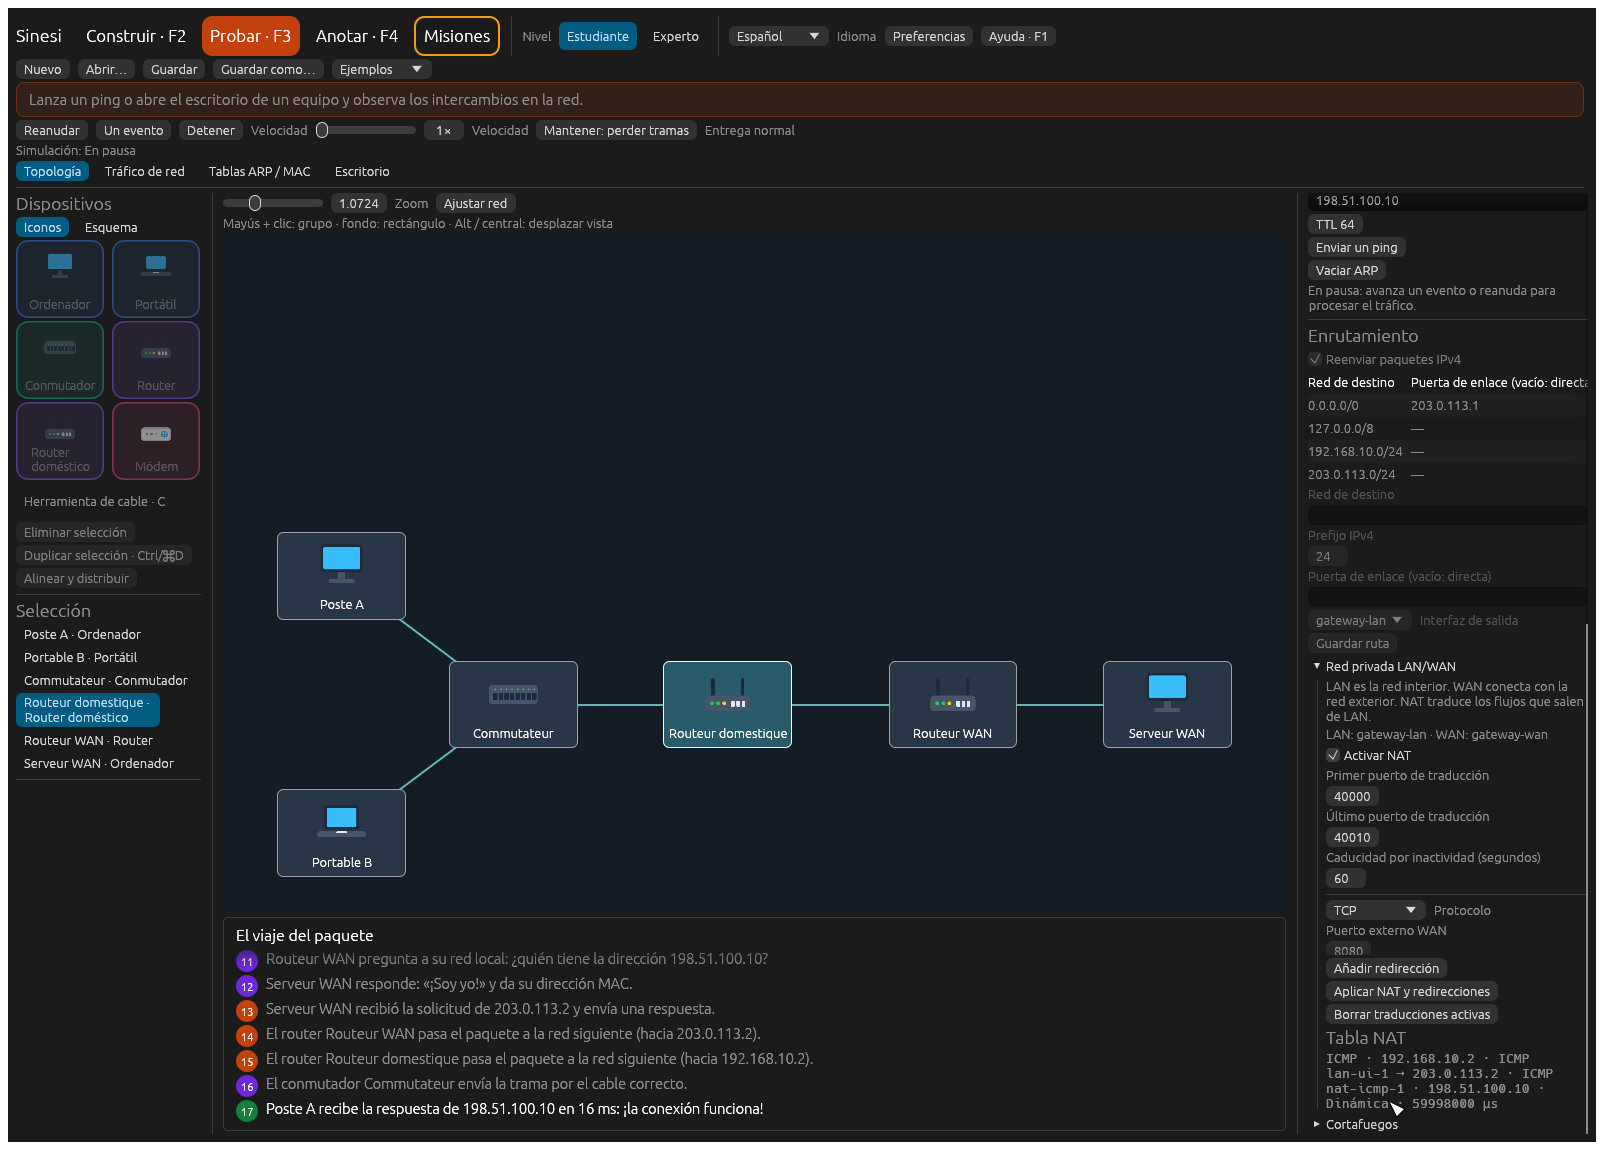 Sinesi Construir · F2 Probar · F3 Anotar · F4 Misiones Nivel Estudiante Experto Español Idioma Preferencias Ayuda · F1
Nuevo Abrir... Guardar Guardar como... Ejemplos
Lanza un ping o abre el escritorio de un equipo y observa los intercambios en la red.
Reanudar Un evento Detener Velocidad 1× Velocidad Mantener: perder tramas Entrega normal
Simulación: En pausa
Topología Tráfico de red Tablas ARP / MAC Escritorio
Dispositivos
Iconos Esquema
Ordenador Portátil
Conmutador Router
Router doméstico Módem
Herramienta de cable · C
Eliminar selección
Duplicar selección · Ctrl/⌘D
Alinear y distribuir
Selección
Poste A · Ordenador
Portable B · Portátil
Commutateur · Conmutador
Routeur domestique ·
Router doméstico
Routeur WAN · Router
Serveur WAN · Ordenador
1.0724 Zoom Ajustar red
Mayús + clic: grupo · fondo: rectángulo · Alt / central: desplazar vista
Poste A
Commutateur
Routeur domestique
Routeur WAN
Serveur WAN
Portable B
El viaje del paquete
11 Routeur WAN pregunta a su red local: ¿quién tiene la dirección 198.51.100.10?
12 Serveur WAN responde: «¡Soy yo!» y da su dirección MAC.
13 Serveur WAN recibió la solicitud de 203.0.113.2 y envía una respuesta.
14 El router Routeur WAN pasa el paquete a la red siguiente (hacia 203.0.113.2).
15 El router Routeur domestique pasa el paquete a la red siguiente (hacia 192.168.10.2).
16 El conmutador Commutateur envía la trama por el cable correcto.
17 Poste A recibe la respuesta de 198.51.100.10 en 16 ms: ¡la conexión funciona!
198.51.100.10
TTL 64
Enviar un ping
Vaciar ARP
En pausa: avanza un evento o reanuda para
procesar el tráfico.
Enrutamiento
Reenviar paquetes IPv4
Red de destino Puerta de enlace (vacío: directa
0.0.0.0/0 203.0.113.1
127.0.0.0/8 —
192.168.10.0/24 —
203.0.113.0/24 —
Red de destino
Prefijo IPv4
24
Puerta de enlace (vacío: directa)
gateway-lan Interfaz de salida
Guardar ruta
Red privada LAN/WAN
LAN es la red interior. WAN conecta con la
red exterior. NAT traduce los flujos que salen
de LAN.
LAN: gateway-lan · WAN: gateway-wan
Activar NAT
Primer puerto de traducción
40000
Último puerto de traducción
40010
Caducidad por inactividad (segundos)
60
TCP Protocolo
Puerto externo WAN
8080
Añadir redirección
Aplicar NAT y redirecciones
Borrar traducciones activas
Tabla NAT
ICMP · 192.168.10.2 · ICMP
lan-ui-1 → 203.0.113.2 · ICMP
nat-icmp-1 · 198.51.100.10 ·
Dinámica · 59998000 µs
Cortafuegos